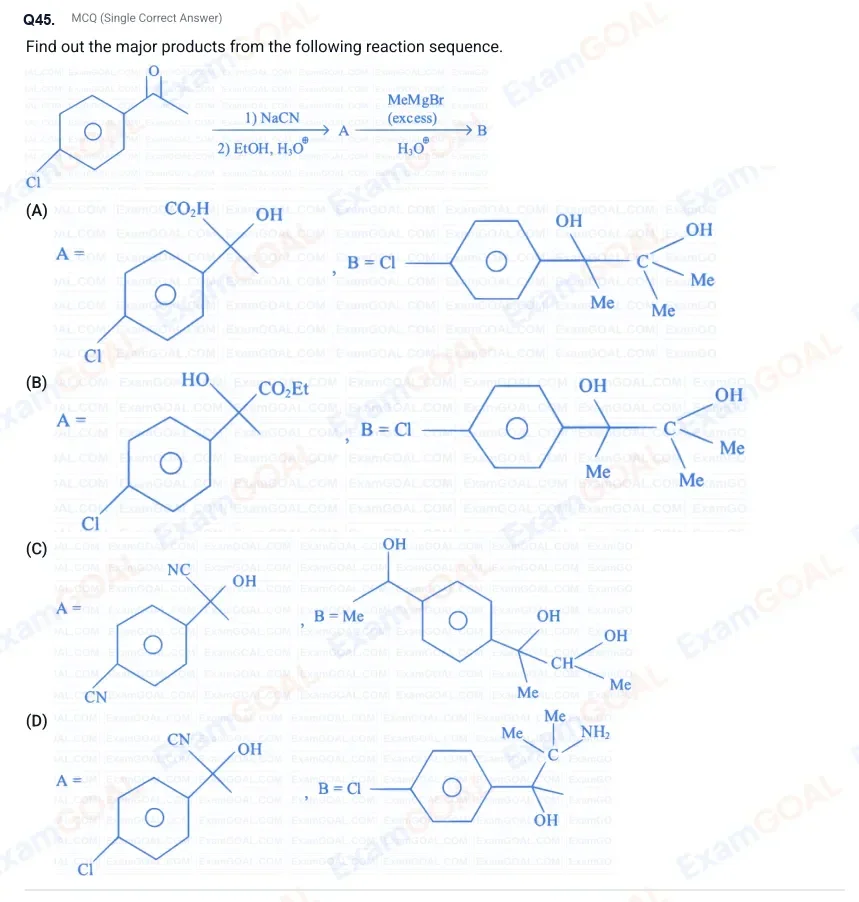 Q45. MCQ (Single Correct Answer)
Find out the major products from the following reaction sequence.
O
Cl
1) NaCN
2) EtOH, H₃O⊕
A
MeMgBr
(excess)
H₃O⊕
B
(A)
A =
CO₂H
OH
Cl
,
B = Cl
OH
Me
C
OH
Me
Me
(B)
A =
HO
CO₂Et
Cl
,
B = Cl
OH
Me
C
OH
Me
Me
(C)
A =
NC
OH
CN
,
B = Me
OH
OH
Me
CH
OH
Me
(D)
A =
CN
OH
Cl
,
B = Cl
Me
Me
C
NH₂
OH
ExamGOAL